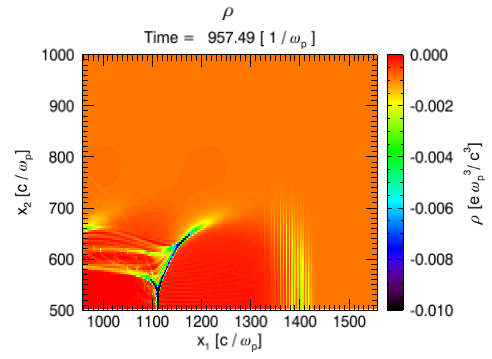 ρ
Time = 957.49 [ 1 / ω_p ]
1000
900
800
700
600
500
x_2 [c / ω_p]
1000 1100 1200 1300 1400 1500
x_1 [c / ω_p]
0.000
-0.002
-0.004
-0.006
-0.008
-0.010
ρ [e ω_p^3 / c^3]